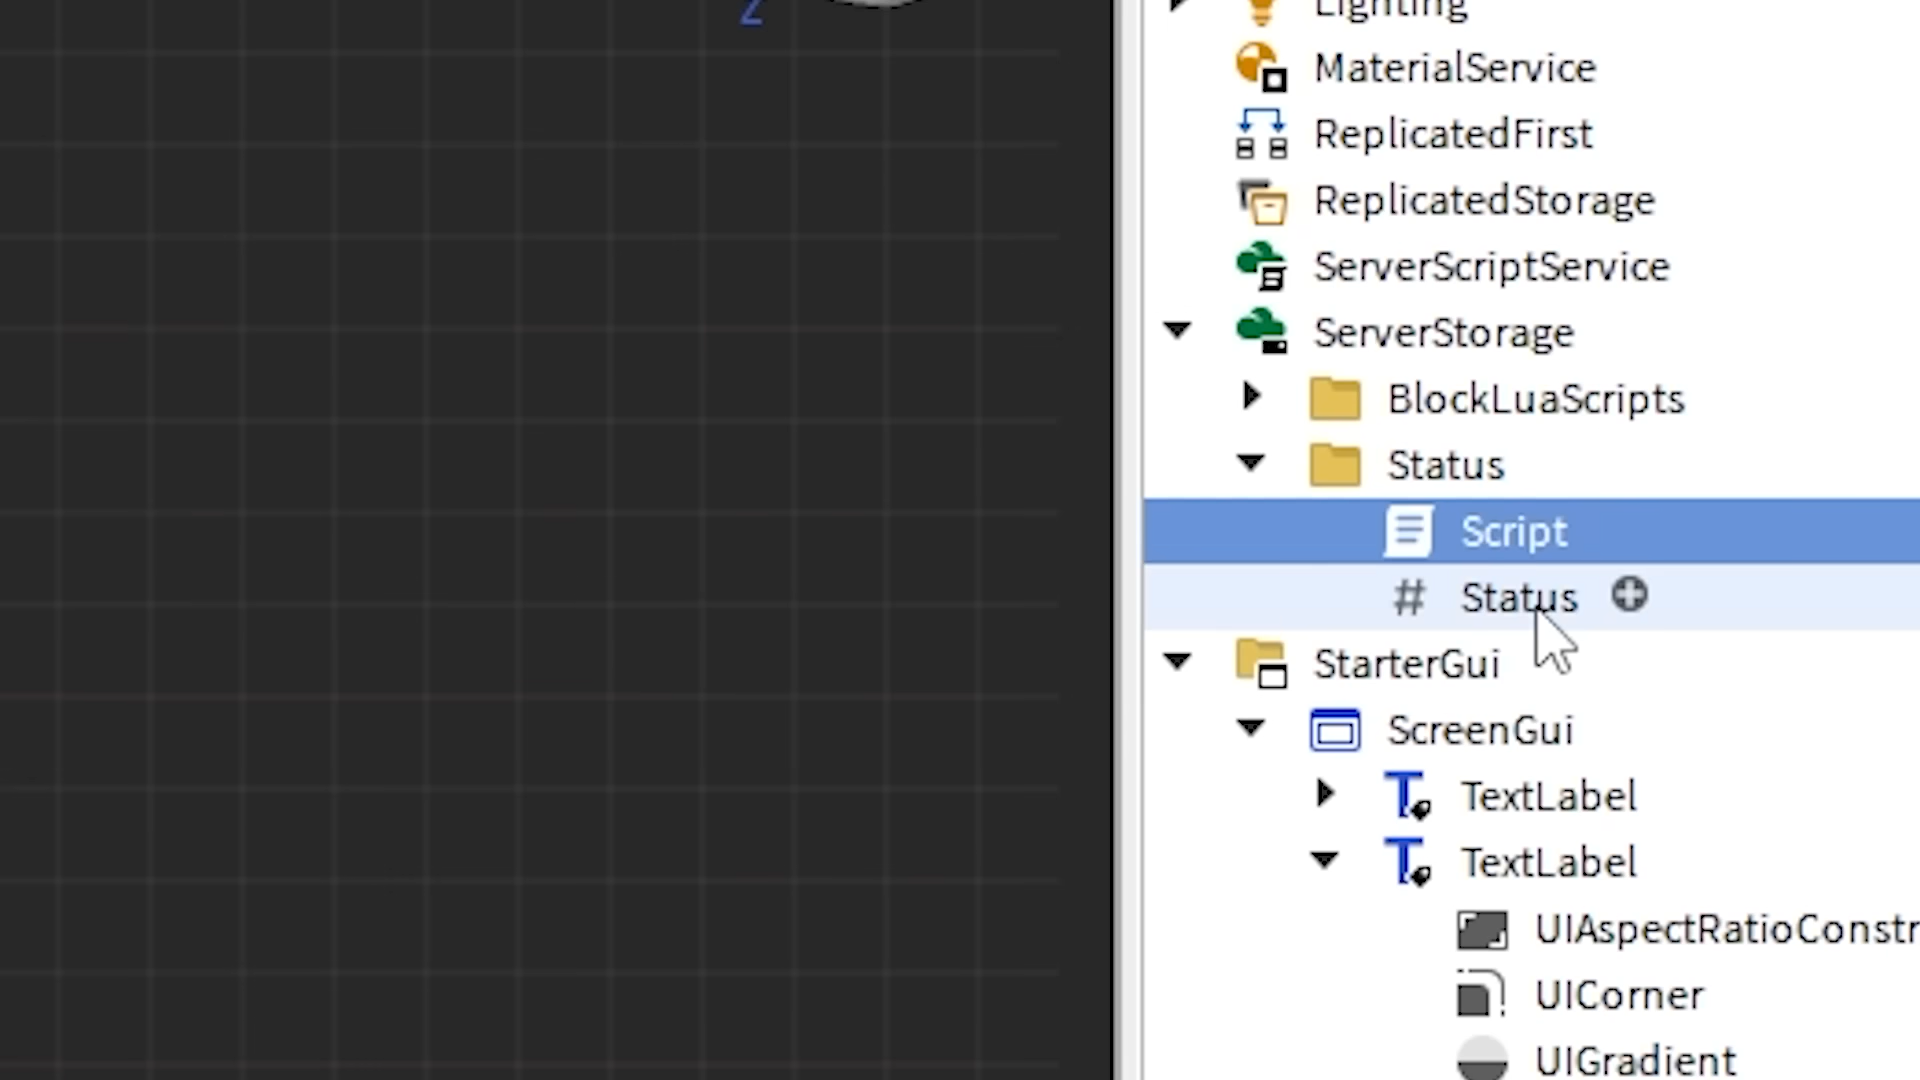 Z
Lighting
MaterialService
ReplicatedFirst
ReplicatedStorage
ServerScriptService
ServerStorage
BlockLuaScripts
Status
Script
# Status
StarterGui
ScreenGui
TextLabel
TextLabel
UIAspectRatioConstr
UICorner
UIGradient